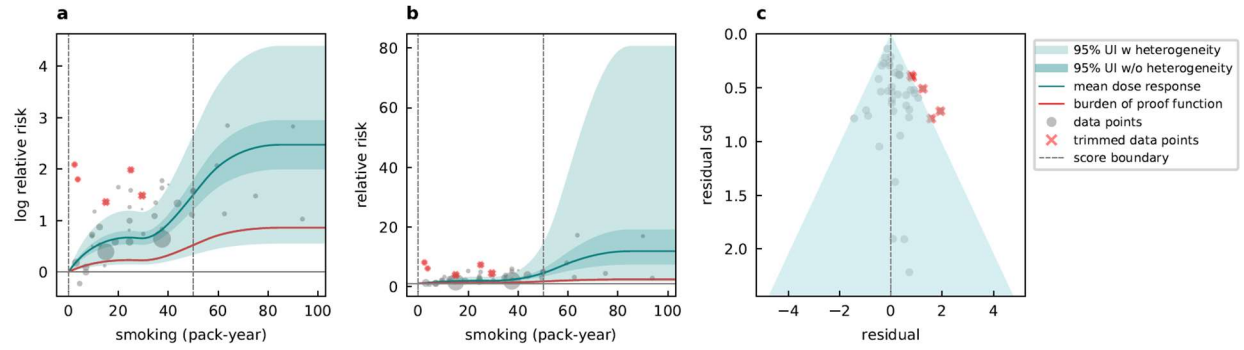 a
log relative risk
4
3
2
1
0
0 20 40 60 80 100
smoking (pack-year)
b
relative risk
80
60
40
20
0
0 20 40 60 80 100
smoking (pack-year)
c
residual sd
0.0
0.5
1.0
1.5
2.0
−4 −2 0 2 4
residual
95% UI w heterogeneity
95% UI w/o heterogeneity
mean dose response
burden of proof function
data points
trimmed data points
score boundary